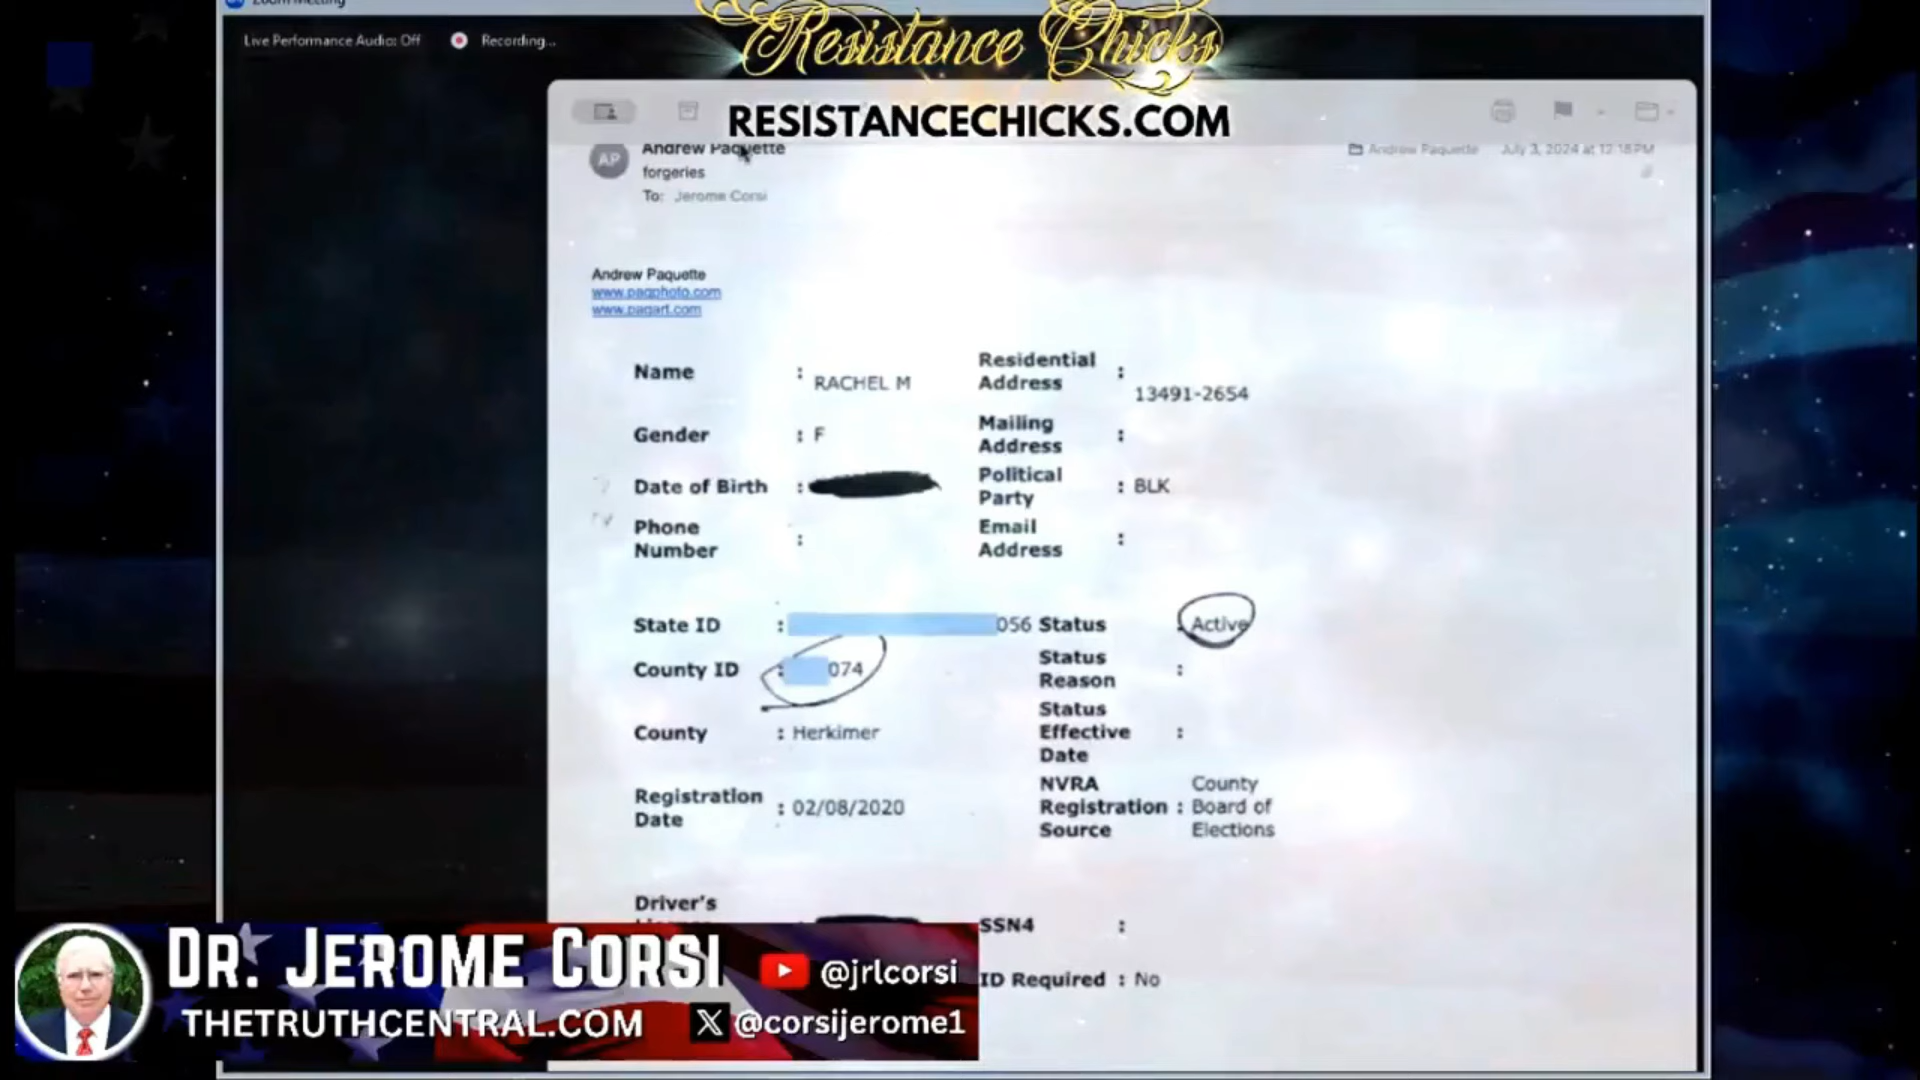 Zoom Meeting
Live Performance Audio: Off
Recording...
Resistance Chicks
RESISTANCECHICKS.COM
AP
Andrew Paquette
Andrew Paquette
July 3, 2024 at 12:18 PM
forgeries
To: Jerome Corsi
Andrew Paquette
www.paqphoto.com
www.paqart.com
Name : RACHEL M
Residential Address : 13491-2654
Gender : F
Mailing Address :
Date of Birth :
Political Party : BLK
Phone Number :
Email Address :
State ID : 056
Status : Active
County ID : 074
Status Reason :
County : Herkimer
Status Effective Date :
Registration Date : 02/08/2020
NVRA Registration Source : County Board of Elections
Driver's
SSN4 :
ID Required : No
DR. JEROME CORSI
@jrlcorsi
THETRUTHCENTRAL.COM
X @corsijerome1